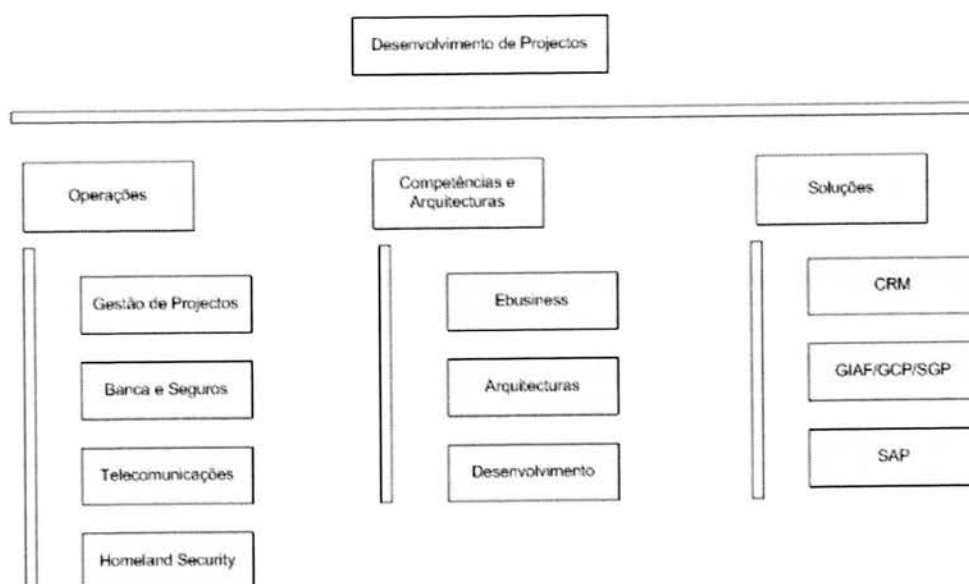 Desenvolvimento de Projectos
Operações
Gestão de Projectos
Banca e Seguros
Telecomunicações
Homeland Security
Competências e
Arquitecturas
Ebusiness
Arquitecturas
Desenvolvimento
Soluções
CRM
GIAF/GCP/SGP
SAP